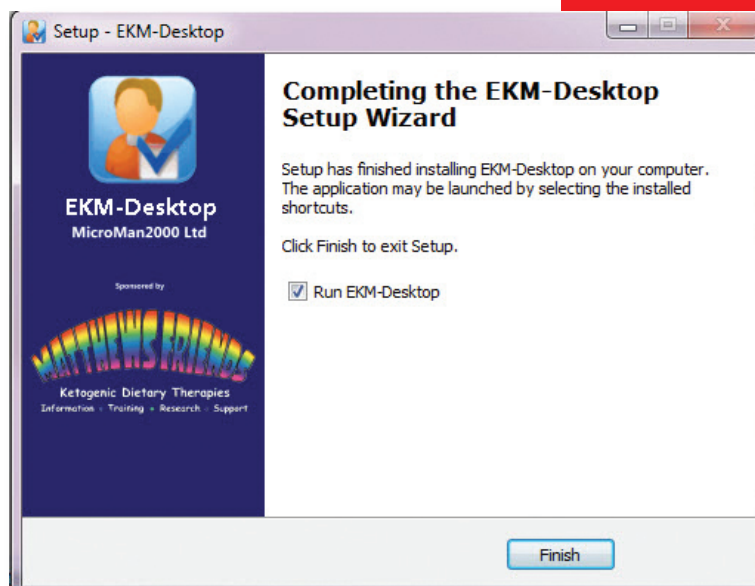 Setup - EKM-Desktop
EKM-Desktop
MicroMan2000 Ltd
Sponsored by
MATTHEWS FRIENDS
Ketogenic Dietary Therapies
Information • Training • Research • Support
Completing the EKM-Desktop
Setup Wizard
Setup has finished installing EKM-Desktop on your computer.
The application may be launched by selecting the installed
shortcuts.
Click Finish to exit Setup.
Run EKM-Desktop
Finish